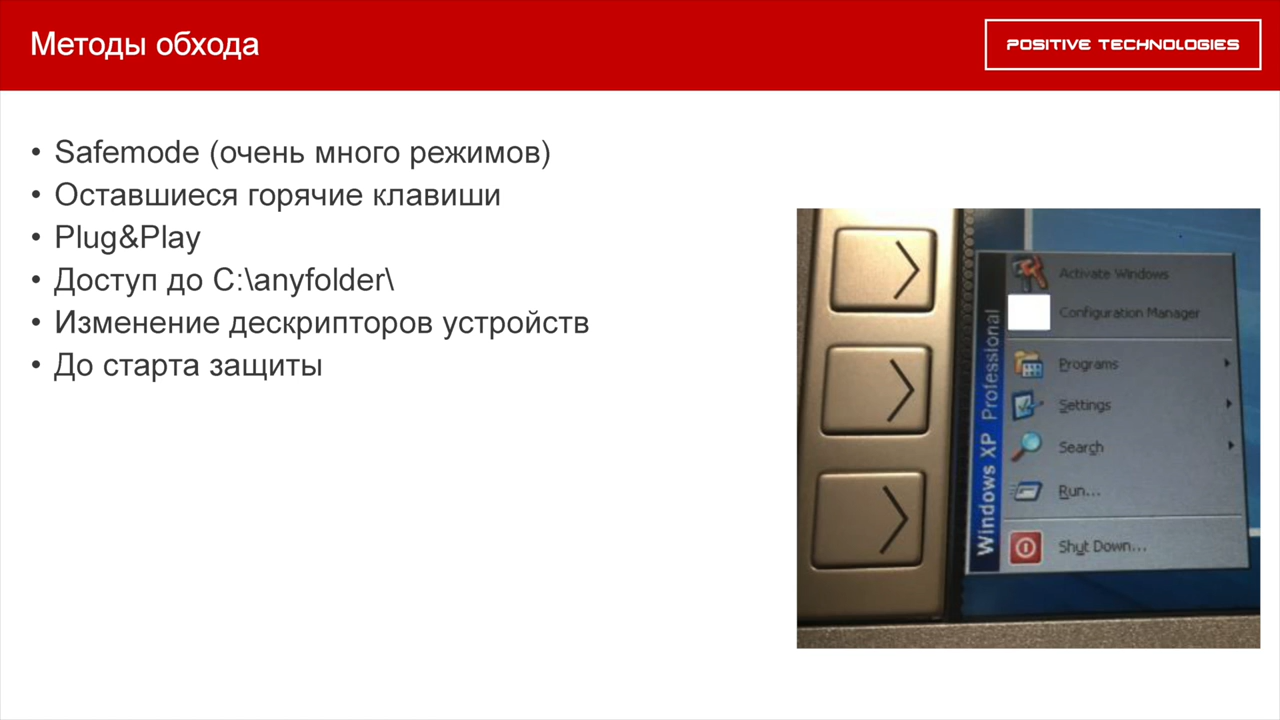 Методы обхода
POSITIVE TECHNOLOGIES
• Safemode (очень много режимов)
• Оставшиеся горячие клавиши
• Plug&Play
• Доступ до C:\anyfolder\
• Изменение дескрипторов устройств
• До старта защиты
Windows XP Professional
Activate Windows
Configuration Manager
Programs
Settings
Search
Run...
Shut Down...